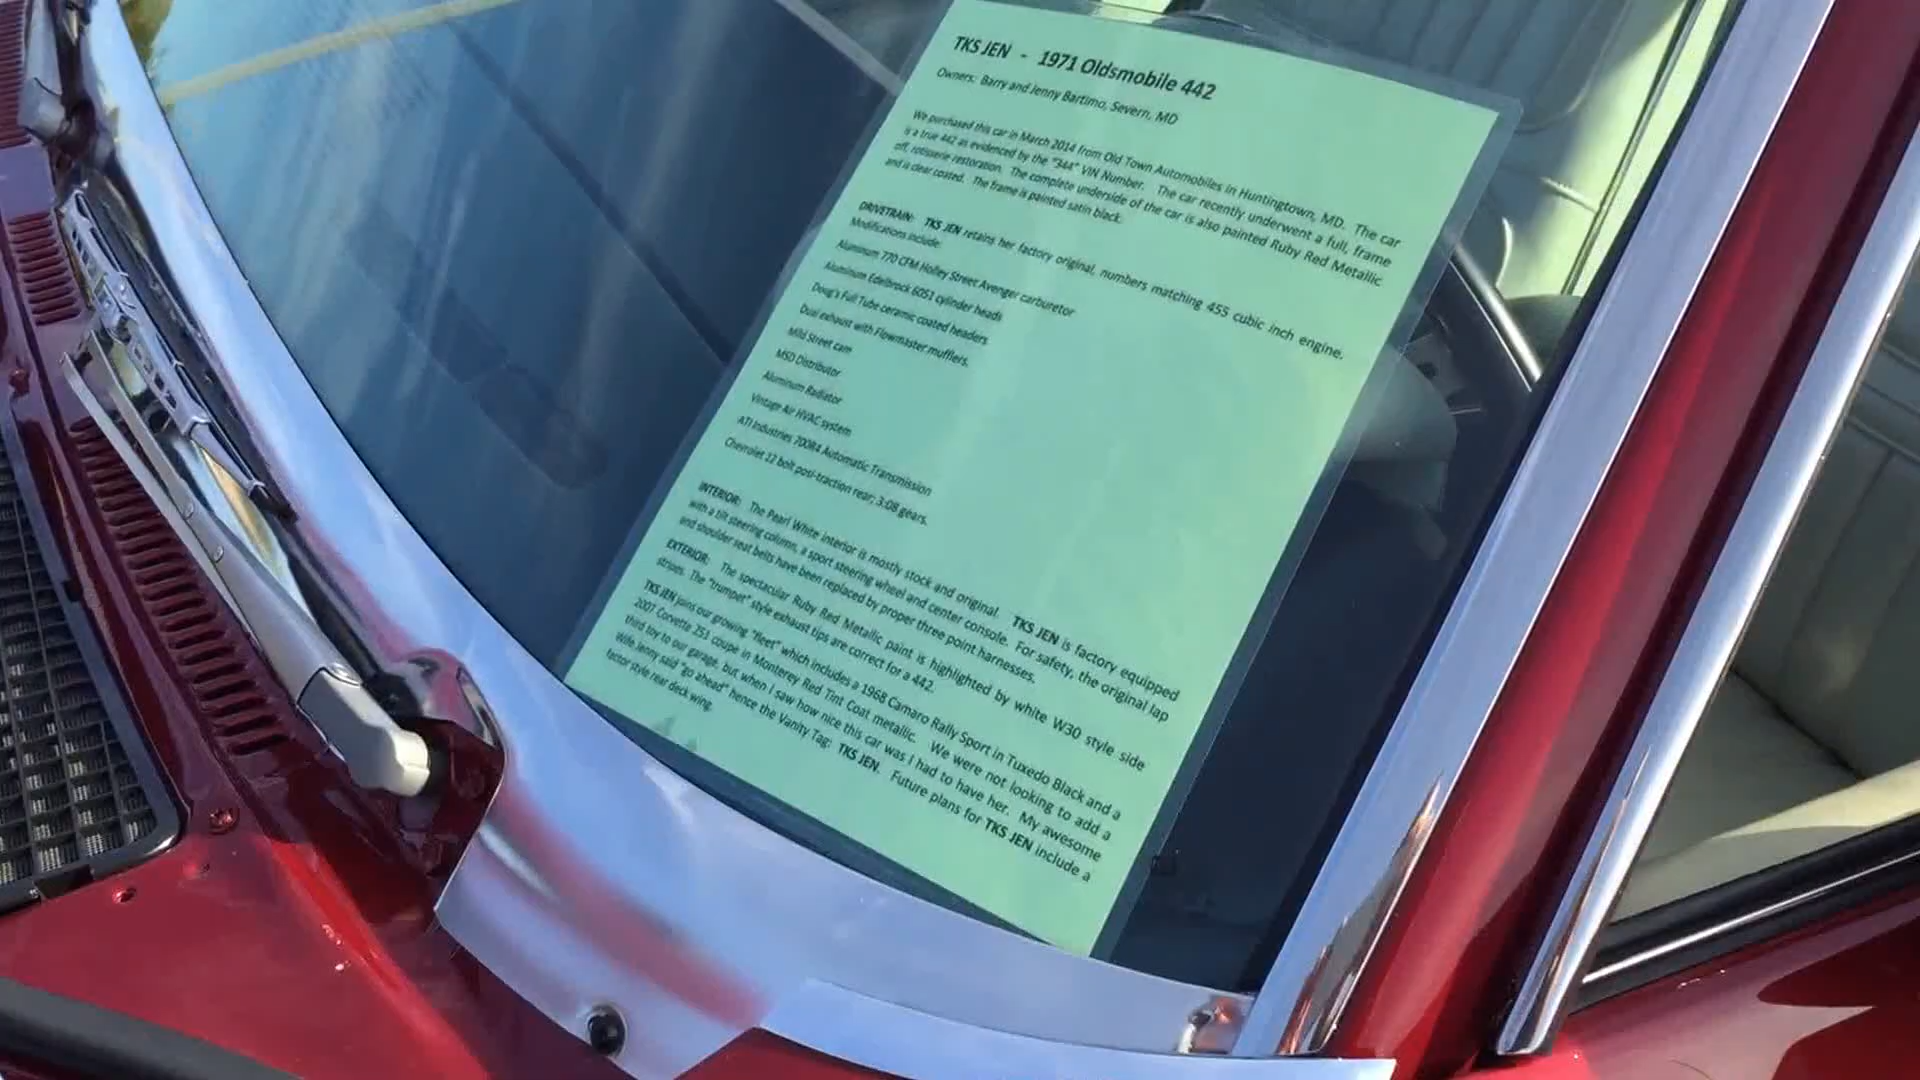 TKS JEN - 1971 Oldsmobile 442
Owners: Barry and Jenny Bartimo, Severn, MD
We purchased this car in March 2014 from Old Town Automobiles in Huntingtown, MD. The car
is a true 442 as evidenced by the "344" VIN Number. The car recently underwent a full, frame
off, rotisserie restoration. The complete underside of the car is also painted Ruby Red Metallic
and is clear coated. The frame is painted satin black.
DRIVETRAIN: TKS JEN retains her factory original, numbers matching 455 cubic inch engine.
Modifications include:
Aluminum 770 CFM Holley Street Avenger carburetor
Aluminum Edelbrock 6051 cylinder heads
Doug's Full Tube ceramic coated headers
Dual exhaust with Flowmaster mufflers.
Mild Street cam
MSD Distributor
Aluminum Radiator
Vintage Air HVAC system
ATI Industries 700R4 Automatic Transmission
Chevrolet 12 bolt posi-traction rear; 3:08 gears.
INTERIOR: The Pearl White interior is mostly stock and original. TKS JEN is factory equipped
with a tilt steering column, a sport steering wheel and center console. For safety, the original lap
and shoulder seat belts have been replaced by proper three point harnesses.
EXTERIOR: The spectacular Ruby Red Metallic paint is highlighted by white W30 style side
stripes. The "trumpet" style exhaust tips are correct for a 442.
TKS JEN joins our growing "fleet" which includes a 1968 Camaro Rally Sport in Tuxedo Black and a
2007 Corvette Z51 coupe in Monterey Red Tint Coat metallic. We were not looking to add a
third toy to our garage, but when I saw how nice this car was I had to have her. My awesome
Wife Jenny said "go ahead" hence the Vanity Tag: TKS JEN. Future plans for TKS JEN include a
factor style rear deck wing.